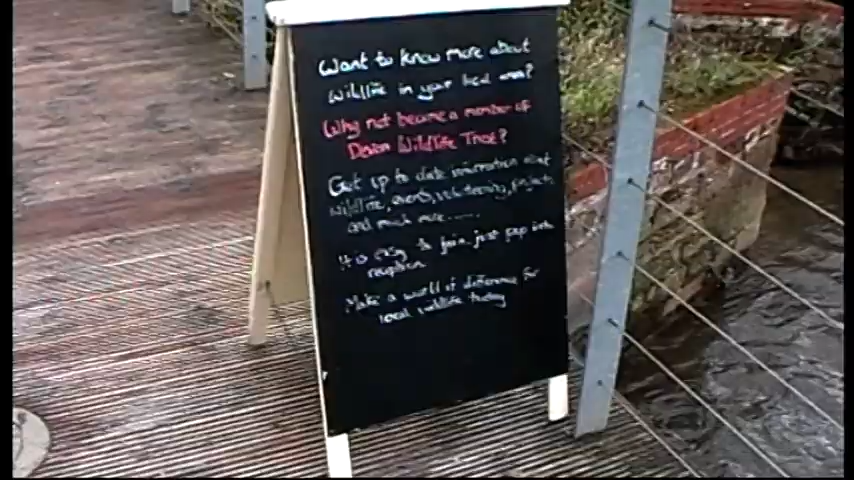 Want to know more about
wildlife in your local area?
Why not become a member of
Devon Wildlife Trust?
Get up to date information about
wildlife, events, volunteering, projects
and much more......
It is easy to join, just pop into
reception
Make a world of difference for
local wildlife today